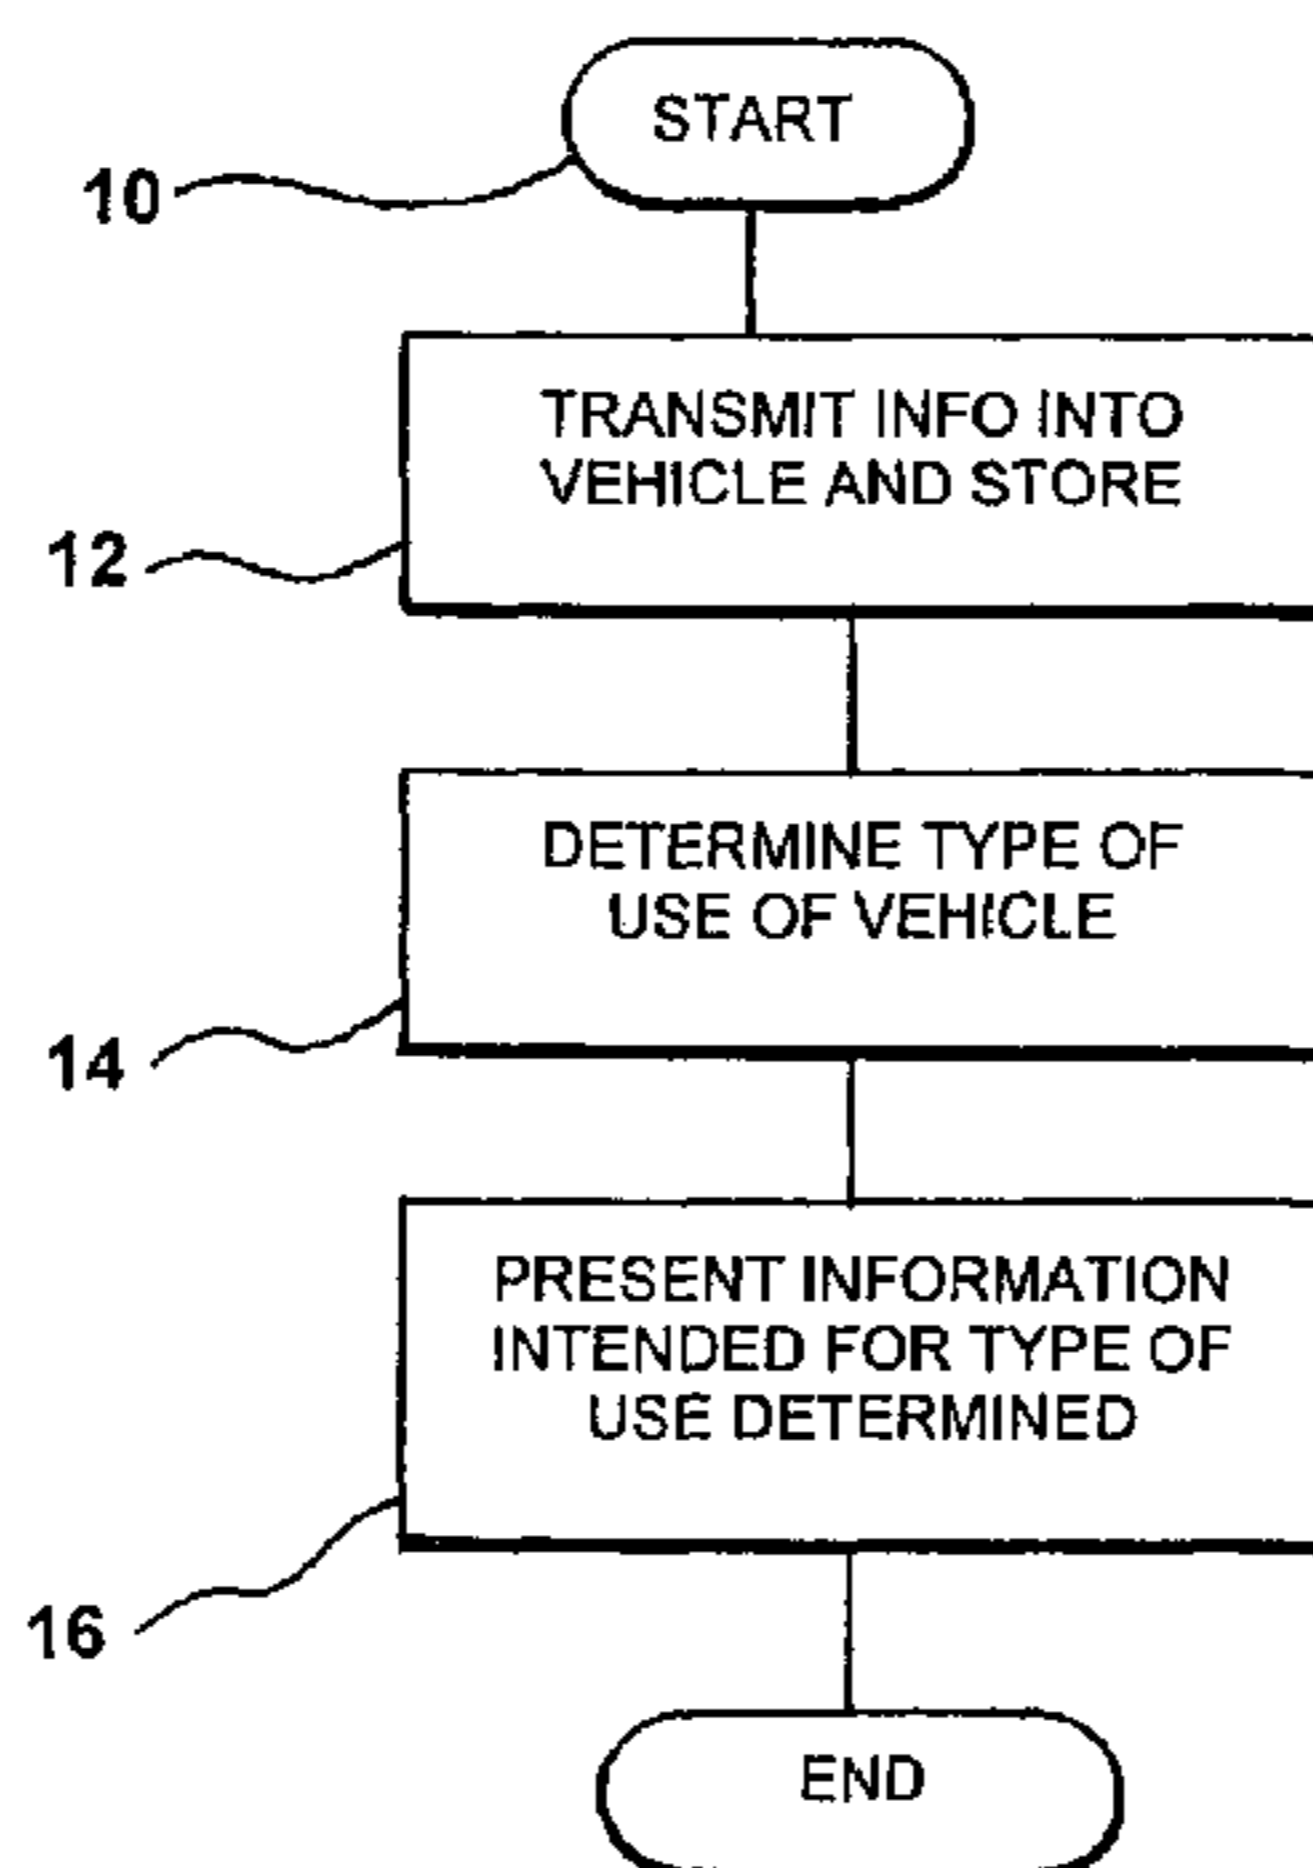 START
10
TRANSMIT INFO INTO
VEHICLE AND STORE
12
DETERMINE TYPE OF
USE OF VEHICLE
14
PRESENT INFORMATION
INTENDED FOR TYPE OF
USE DETERMINED
16
END